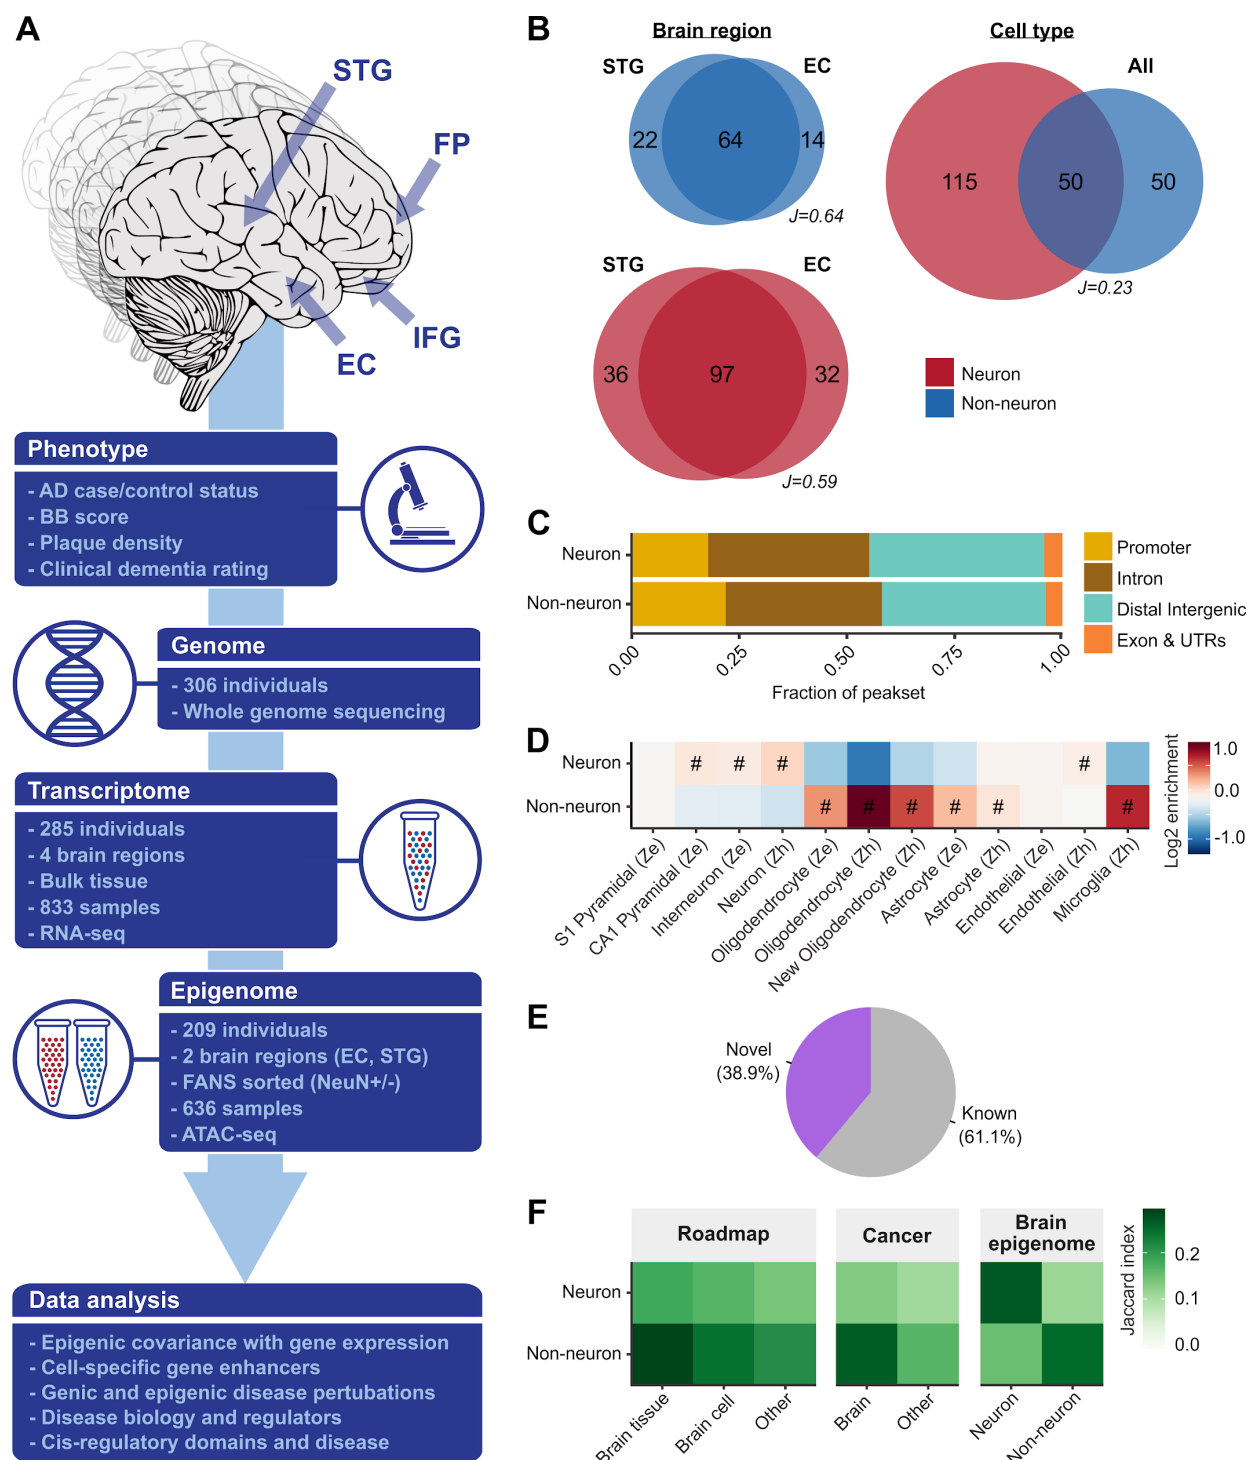 A
STG
FP
IFG
EC
Phenotype
- AD case/control status
- BB score
- Plaque density
- Clinical dementia rating
Genome
- 306 individuals
- Whole genome sequencing
Transcriptome
- 285 individuals
- 4 brain regions
- Bulk tissue
- 833 samples
- RNA-seq
Epigenome
- 209 individuals
- 2 brain regions (EC, STG)
- FANS sorted (NeuN+/-)
- 636 samples
- ATAC-seq
Data analysis
- Epigenic covariance with gene expression
- Cell-specific gene enhancers
- Genic and epigenic disease pertubations
- Disease biology and regulators
- Cis-regulatory domains and disease
B
Brain region
STG EC
22 64 14
J=0.64
STG EC
36 97 32
J=0.59
Cell type
All
115 50 50
J=0.23
Neuron
Non-neuron
C
Neuron
Non-neuron
0.00 0.25 0.50 0.75 1.00
Fraction of peakset
Promoter
Intron
Distal Intergenic
Exon & UTRs
D
Neuron # # # #
Non-neuron # # # # # #
S1 Pyramidal (Ze)
CA1 Pyramidal (Ze)
Interneuron (Ze)
Neuron (Zh)
Oligodendrocyte (Ze)
Oligodendrocyte (Zh)
New Oligodendrocyte (Zh)
Astrocyte (Ze)
Astrocyte (Zh)
Endothelial (Ze)
Endothelial (Zh)
Microglia (Zh)
Log2 enrichment
1.0
0.0
-1.0
E
Novel
(38.9%)
Known
(61.1%)
F
Roadmap
Cancer
Brain
epigenome
Neuron
Non-neuron
Brain tissue
Brain cell
Other
Brain
Other
Neuron
Non-neuron
Jaccard index
0.2
0.1
0.0